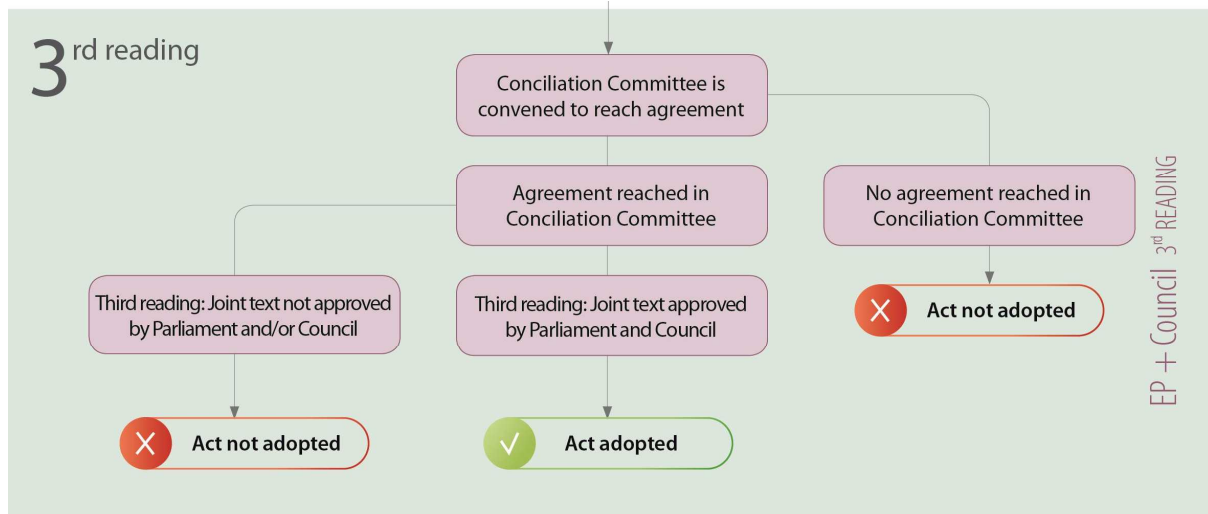 3rd reading
Conciliation Committee is
convened to reach agreement
Agreement reached in
Conciliation Committee
No agreement reached in
Conciliation Committee
Third reading: Joint text not approved
by Parliament and/or Council
Third reading: Joint text approved
by Parliament and Council
Act not adopted
Act not adopted
Act adopted
EP + Council 3rd READING